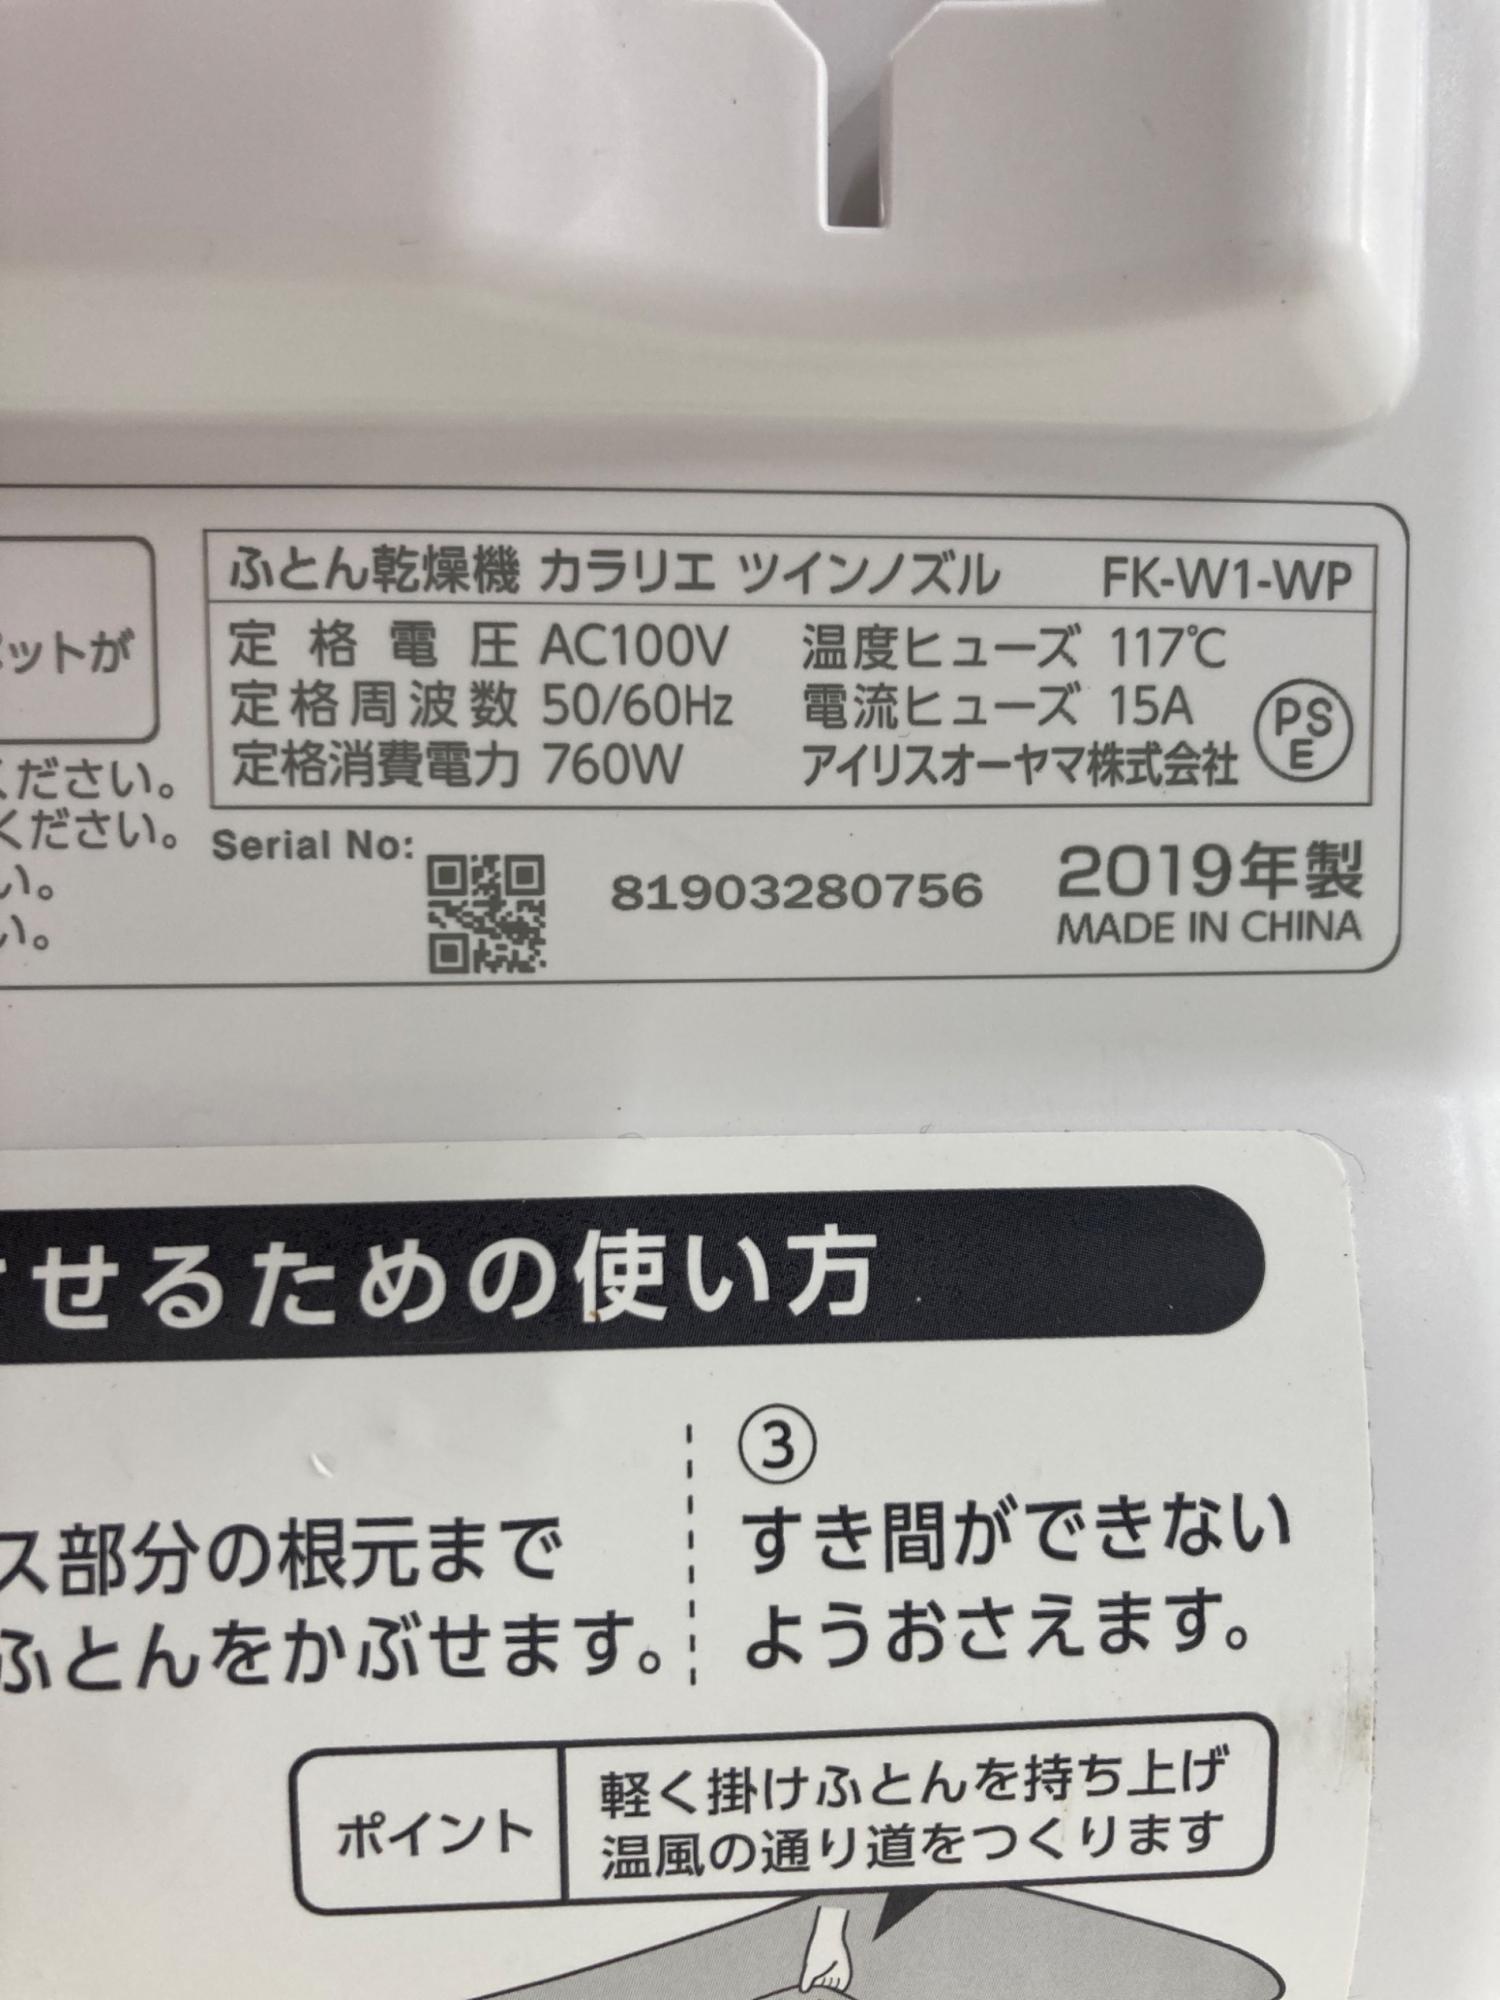 ふとん乾燥機 カラリエ ツインノズル FK-W1-WP
定格電圧 AC100V 温度ヒューズ 117℃
定格周波数 50/60Hz 電流ヒューズ 15A
定格消費電力 760W アイリスオーヤマ株式会社
PS
E
ットが
ください。
ください。
い。
い。
Serial No:
81903280756
2019年製
MADE IN CHINA
せるための使い方
ス部分の根元まで
ふとんをかぶせます。
③
すき間ができない
ようおさえます。
ポイント
軽く掛けふとんを持ち上げ
温風の通り道をつくります